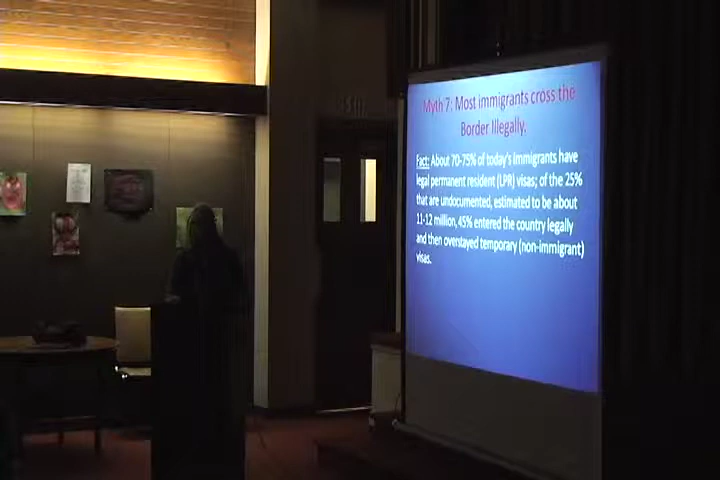 Myth 7: Most immigrants cross the
Border Illegally.
Fact: About 70-75% of today's immigrants have
legal permanent resident (LPR) visas; of the 25%
that are undocumented, estimated to be about
11-12 million, 45% entered the country legally
and then overstayed temporary (non-immigrant)
visas.